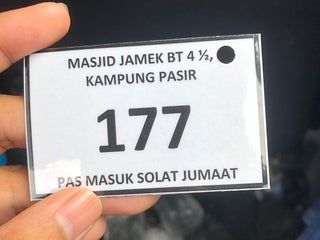 MASJID JAMEK BT 4 ½,
KAMPUNG PASIR
177
PAS MASUK SOLAT JUMAAT